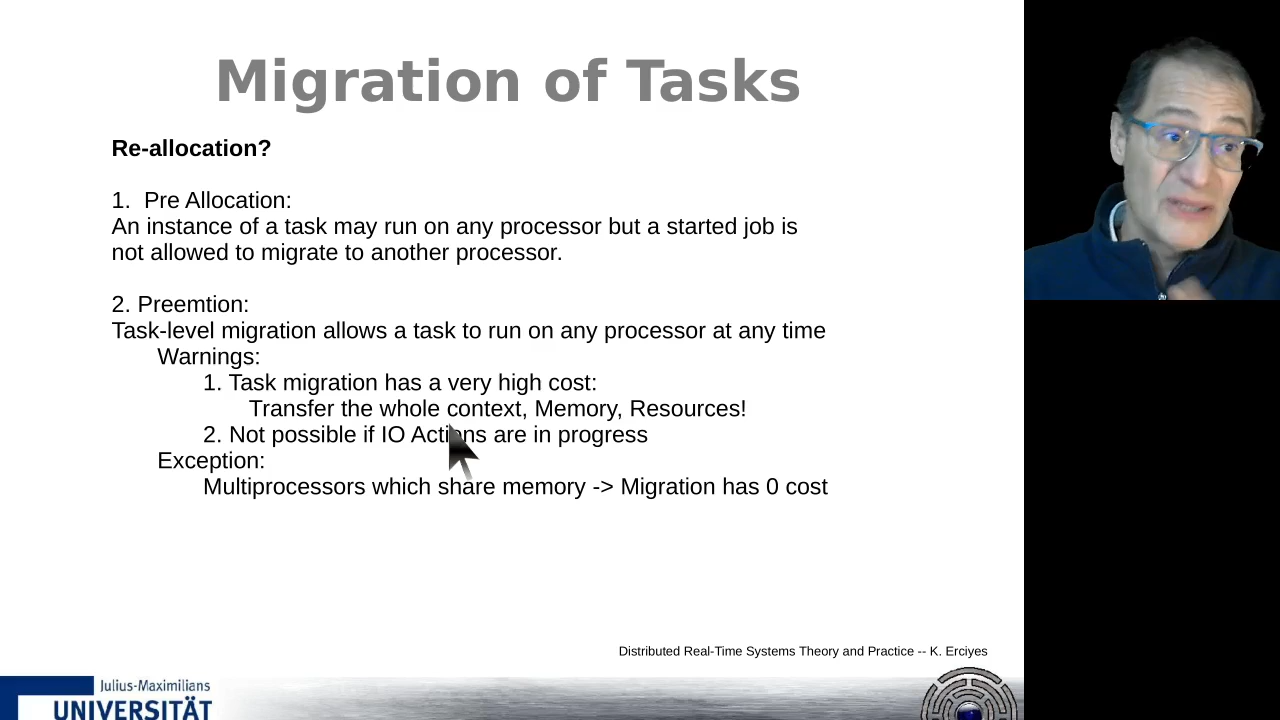 Migration of Tasks
Re-allocation?
1. Pre Allocation:
An instance of a task may run on any processor but a started job is
not allowed to migrate to another processor.
2. Preemtion:
Task-level migration allows a task to run on any processor at any time
Warnings:
1. Task migration has a very high cost:
Transfer the whole context, Memory, Resources!
2. Not possible if IO Actions are in progress
Exception:
Multiprocessors which share memory -> Migration has 0 cost
Distributed Real-Time Systems Theory and Practice -- K. Erciyes
Julius-Maximilians
UNIVERSITÄT